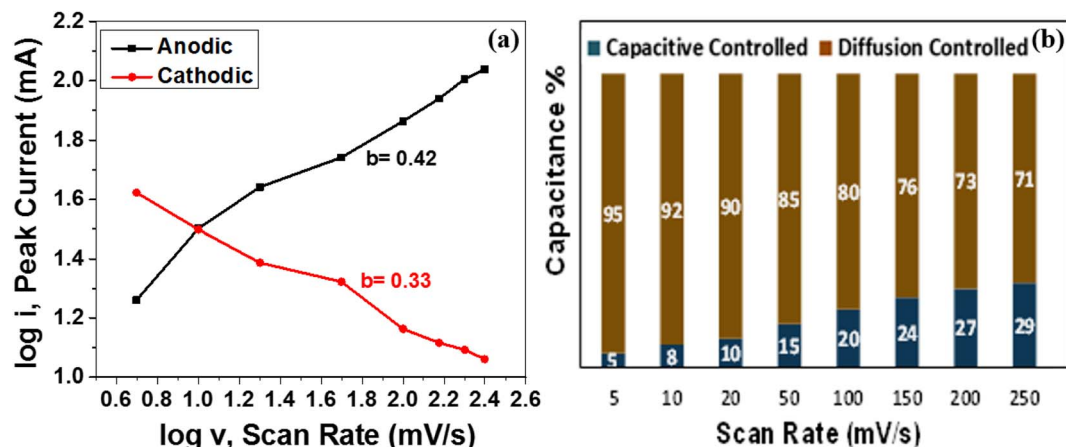 2.2
2.0
1.8
1.6
1.4
1.2
1.0
log i, Peak Current (mA)
Anodic
Cathodic
(a)
b= 0.42
b= 0.33
0.6 0.8 1.0 1.2 1.4 1.6 1.8 2.0 2.2 2.4 2.6
log v, Scan Rate (mV/s)
Capacitive Controlled Diffusion Controlled (b)
Capacitance %
95 92 90 85 80 76 73 71
5 8 10 15 20 24 27 29
5 10 20 50 100 150 200 250
Scan Rate (mV/s)